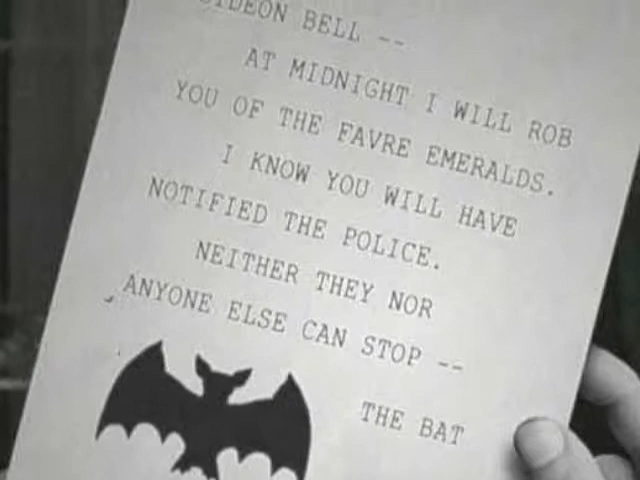 GIDEON BELL --
AT MIDNIGHT I WILL ROB
YOU OF THE FAVRE EMERALDS.
I KNOW YOU WILL HAVE
NOTIFIED THE POLICE.
NEITHER THEY NOR
ANYONE ELSE CAN STOP --
THE BAT